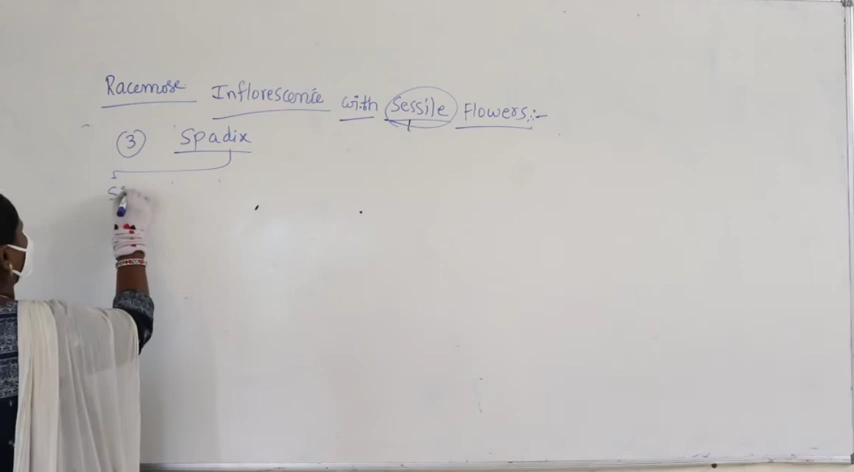 Racemose Inflorescence with Sessile Flowers:-
③ Spadix